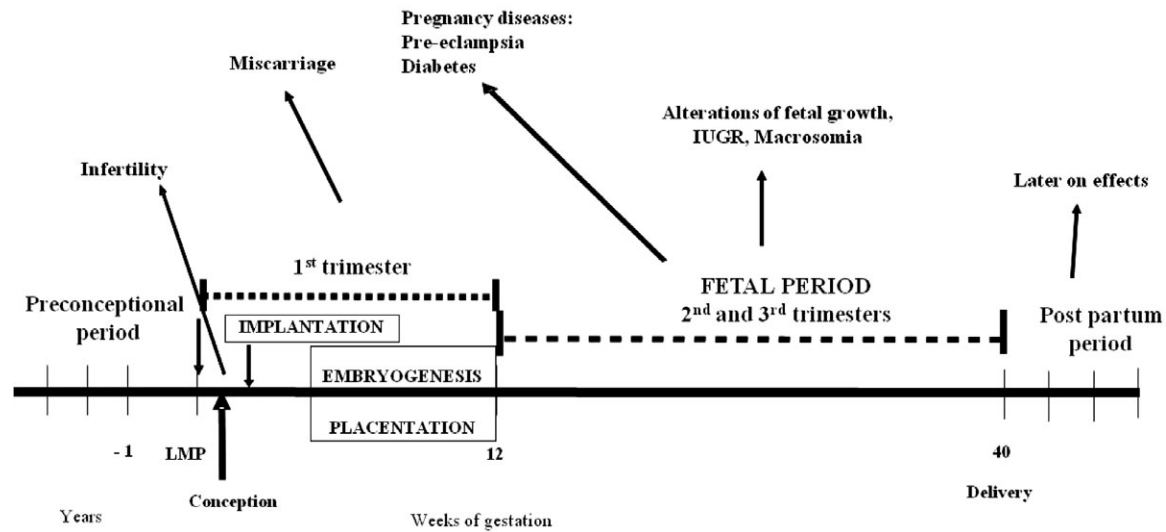 Pregnancy diseases:
Pre-eclampsia
Diabetes
Miscarriage
Alterations of fetal growth,
IUGR, Macrosomia
Infertility
Later on effects
1st trimester
FETAL PERIOD
2nd and 3rd trimesters
Preconceptional
period
IMPLANTATION
Post partum
period
EMBRYOGENESIS
PLACENTATION
- 1
LMP
12
40
Conception
Delivery
Years
Weeks of gestation